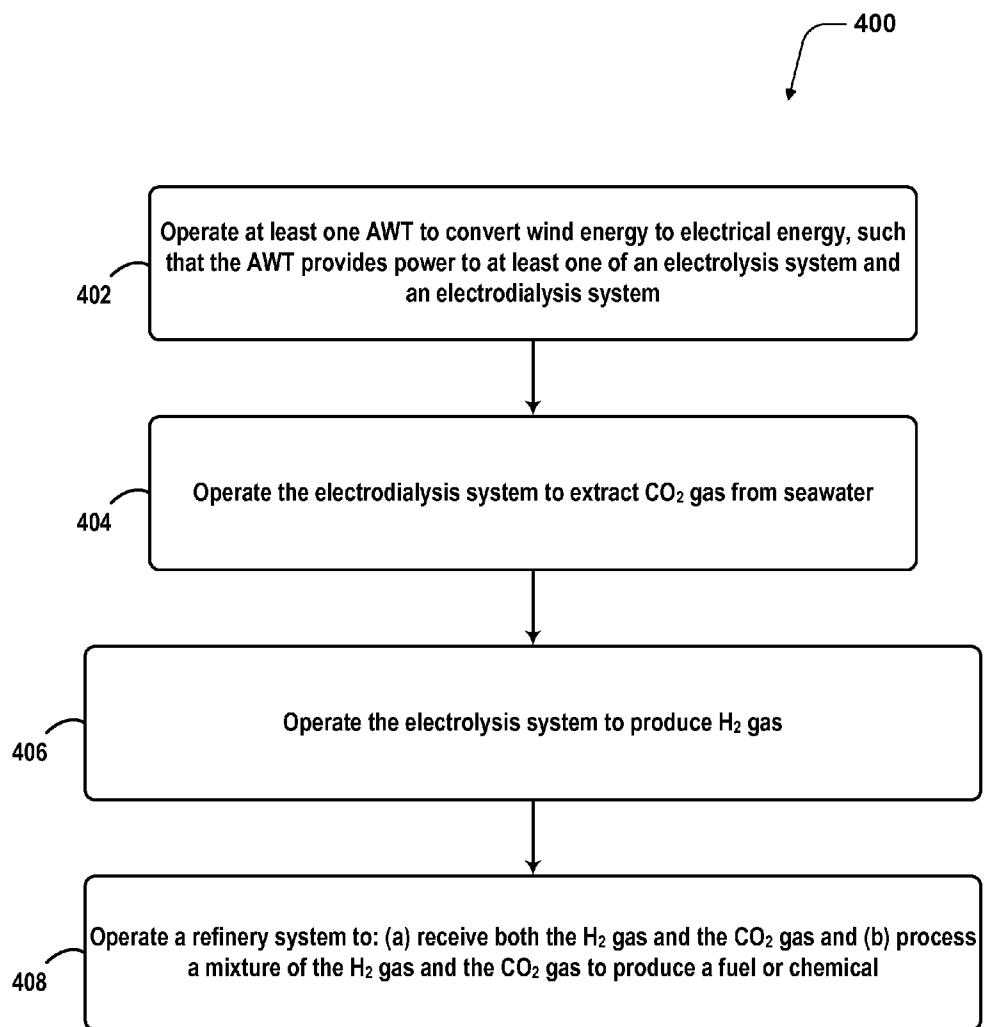 400
Operate at least one AWT to convert wind energy to electrical energy, such
that the AWT provides power to at least one of an electrolysis system and
an electrodialysis system
402
Operate the electrodialysis system to extract CO₂ gas from seawater
404
Operate the electrolysis system to produce H₂ gas
406
Operate a refinery system to: (a) receive both the H₂ gas and the CO₂ gas and (b) process
a mixture of the H₂ gas and the CO₂ gas to produce a fuel or chemical
408